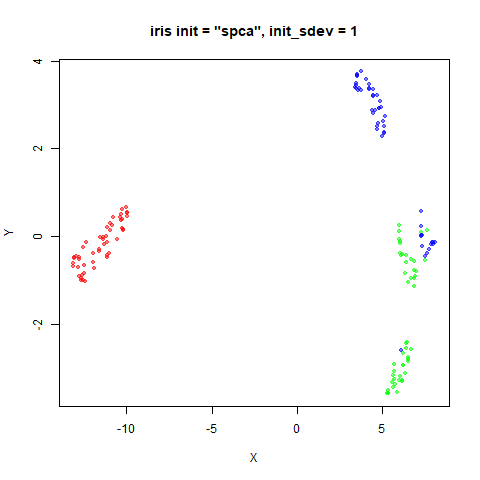 iris init = "spca", init_sdev = 1
4
2
0
-2
Y
-10
-5
0
5
X